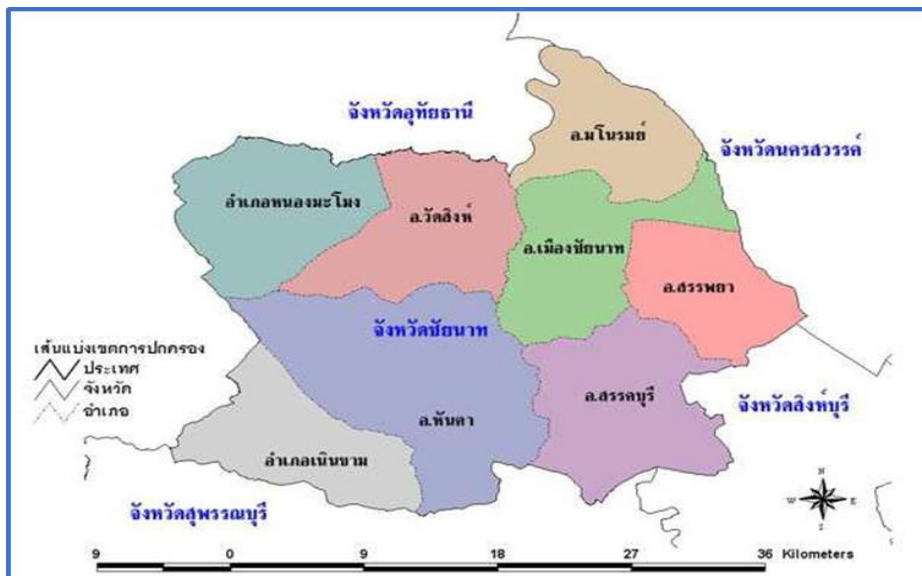 จังหวัดอุทัยธานี
อ.มโนรมย์
จังหวัดนครสวรรค์
อำเภอหนองมะโมง
อ.วัดสิงห์
อ.เมืองชัยนาท
อ.สรรพยา
จังหวัดชัยนาท
เส้นแบ่งเขตการปกครอง
ประเทศ
จังหวัด
อำเภอ
อ.สรรคบุรี
จังหวัดสิงห์บุรี
อ.หันคา
อำเภอเนินขาม
จังหวัดสุพรรณบุรี
N
W E
S
9 0 9 18 27 36 Kilometers